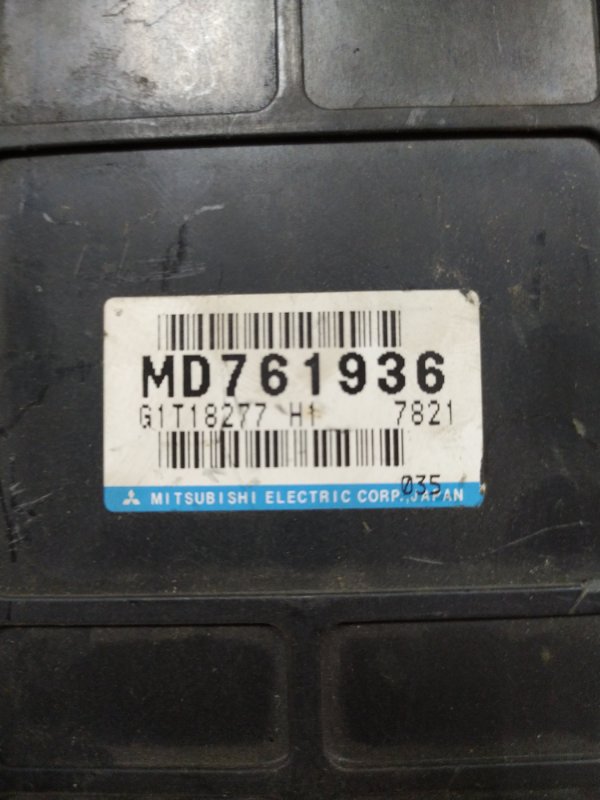 MD761936
G1T18277 H1 7821
035
MITSUBISHI ELECTRIC CORP.,JAPAN